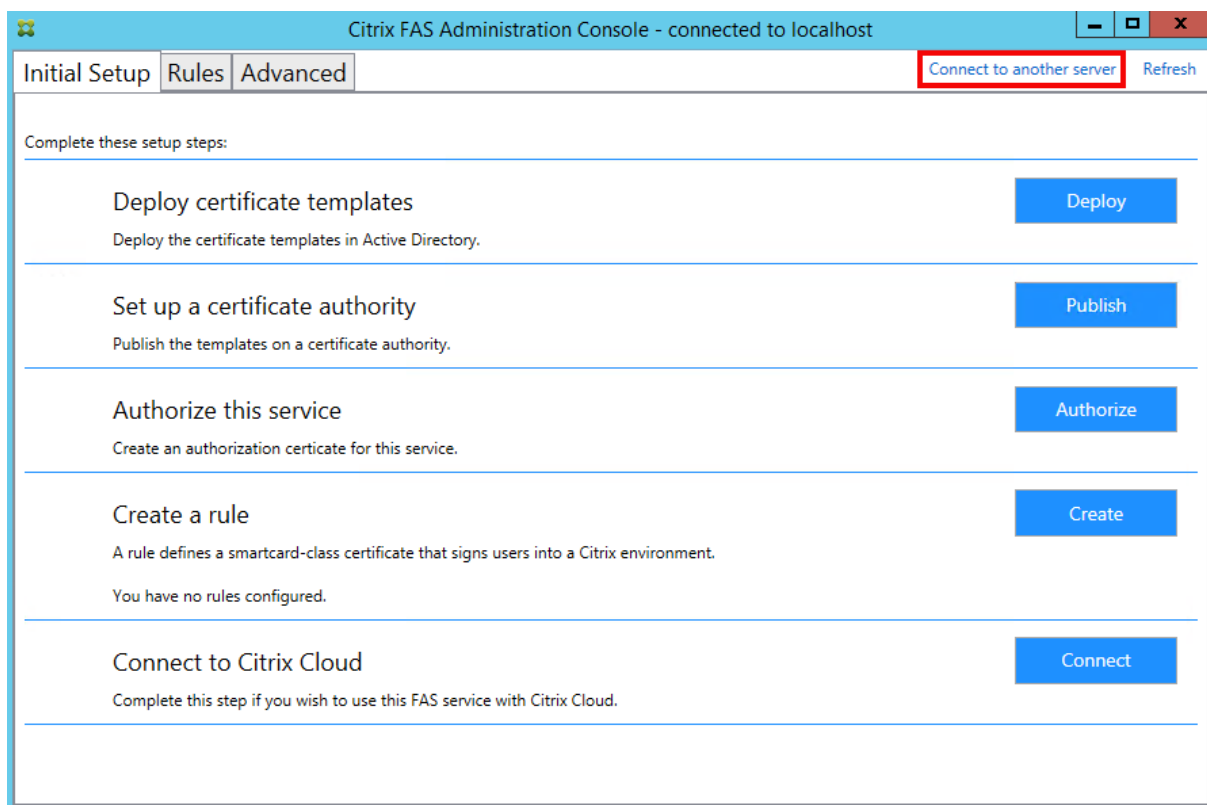 Citrix FAS Administration Console - connected to localhost
Initial Setup Rules Advanced Connect to another server Refresh
Complete these setup steps:
Deploy certificate templates
Deploy
Deploy the certificate templates in Active Directory.
Set up a certificate authority
Publish
Publish the templates on a certificate authority.
Authorize this service
Authorize
Create an authorization certicate for this service.
Create a rule
Create
A rule defines a smartcard-class certificate that signs users into a Citrix environment.
You have no rules configured.
Connect to Citrix Cloud
Connect
Complete this step if you wish to use this FAS service with Citrix Cloud.